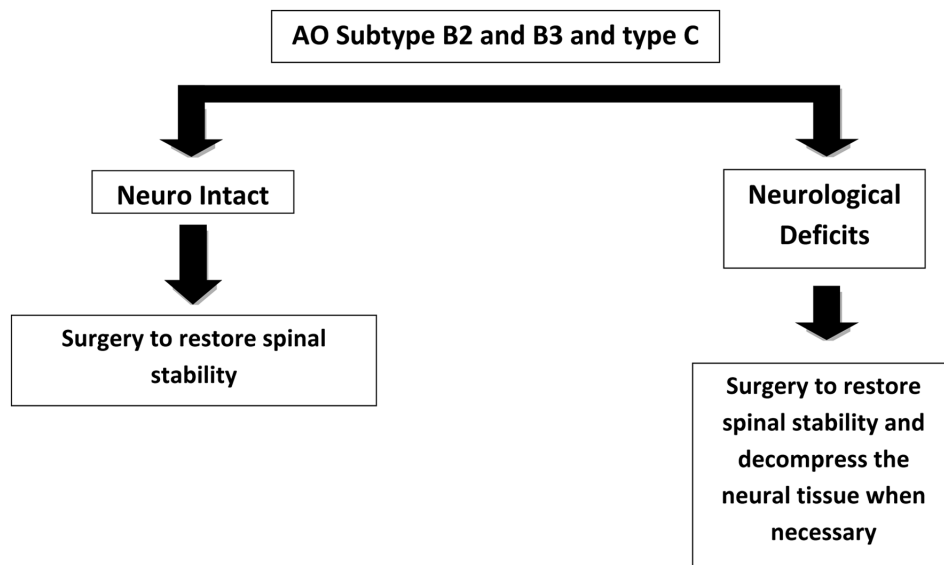 AO Subtype B2 and B3 and type C
Neuro Intact
Surgery to restore spinal
stability
Neurological
Deficits
Surgery to restore
spinal stability and
decompress the
neural tissue when
necessary